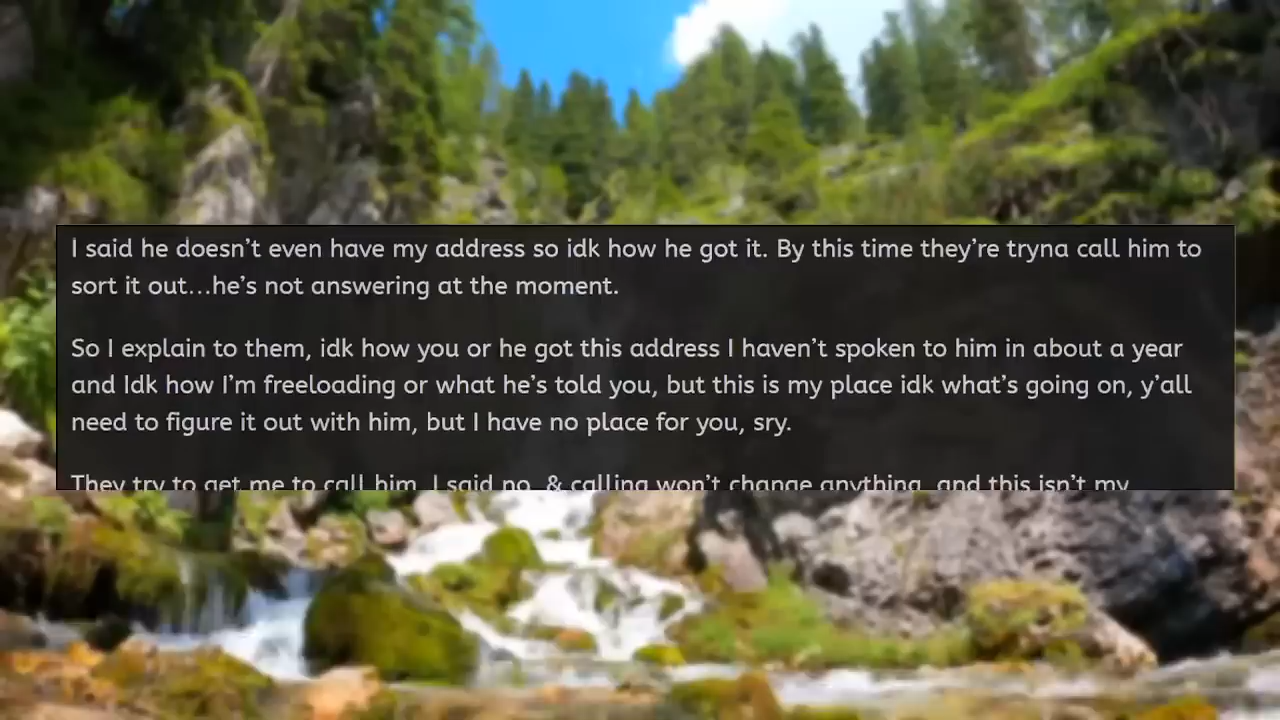 I said he doesn't even have my address so idk how he got it. By this time they're tryna call him to
sort it out...he's not answering at the moment.
So I explain to them, idk how you or he got this address I haven't spoken to him in about a year
and Idk how I'm freeloading or what he's told you, but this is my place idk what's going on, y'all
need to figure it out with him, but I have no place for you, sry.
They try to get me to call him, I said no, & calling won't change anything, and this isn't my